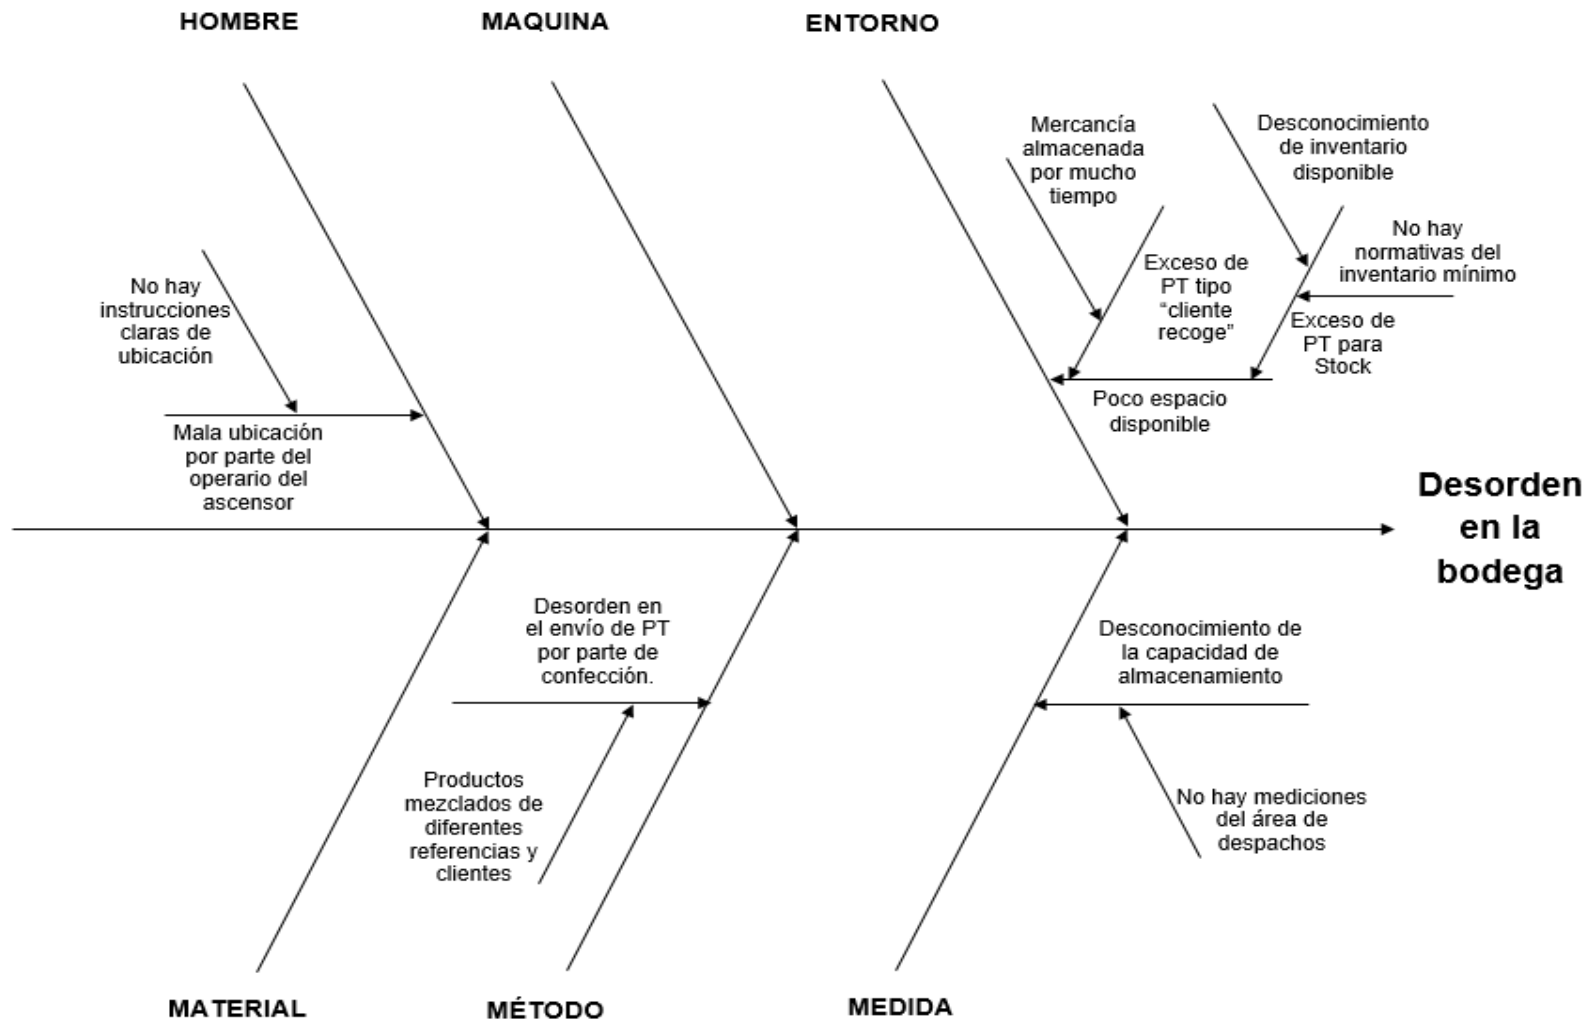 HOMBRE
MAQUINA
ENTORNO
Mercancía
almacenada
por mucho
tiempo
Desconocimiento
de inventario
disponible
No hay
normativas del
inventario mínimo
Exceso de
PT tipo
“cliente
recoge”
Exceso de
PT para
Stock
Poco espacio
disponible
No hay
instrucciones
claras de
ubicación
Mala ubicación
por parte del
operario del
ascensor
Desorden
en la
bodega
Desorden en
el envío de PT
por parte de
confección.
Productos
mezclados de
diferentes
referencias y
clientes
Desconocimiento de
la capacidad de
almacenamiento
No hay mediciones
del área de
despachos
MATERIAL
MÉTODO
MEDIDA